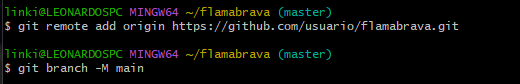 linki@LEONARDOSPC MINGW64 ~/flamabrava (master)
$ git remote add origin https://github.com/usuario/flamabrava.git
linki@LEONARDOSPC MINGW64 ~/flamabrava (master)
$ git branch -M main